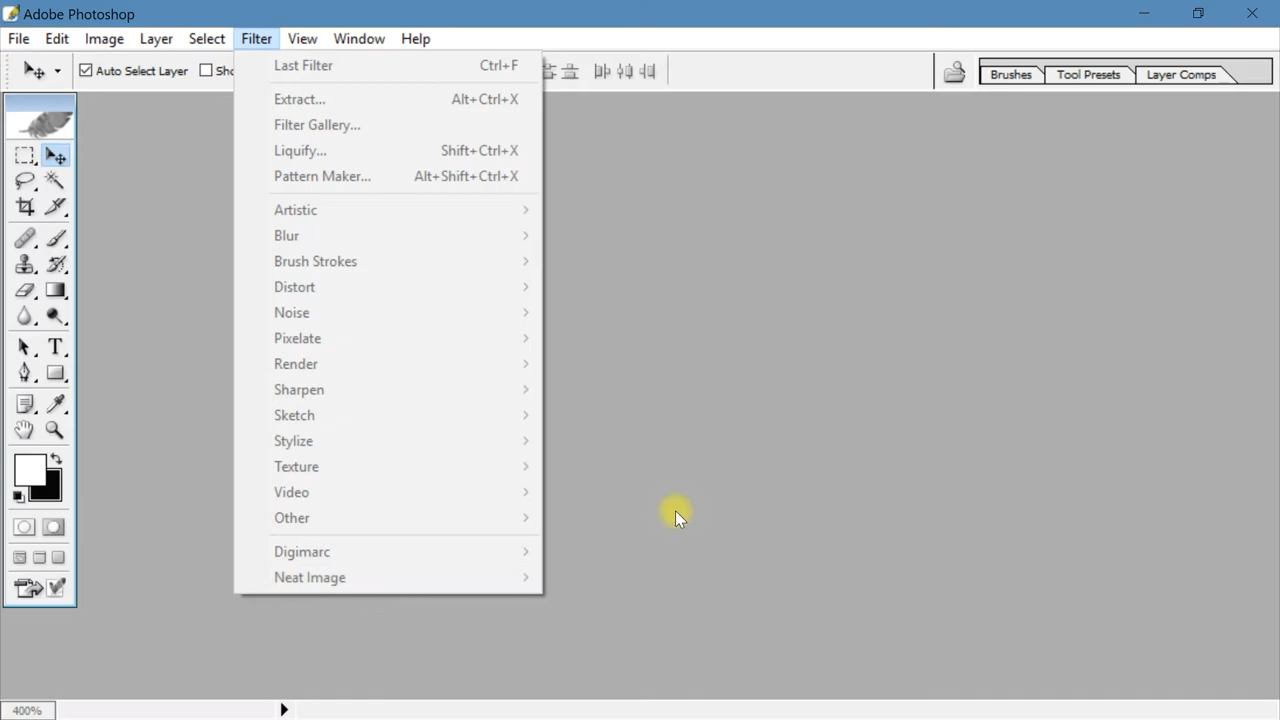 Adobe Photoshop
File Edit Image Layer Select Filter View Window Help
Auto Select Layer
Brushes Tool Presets Layer Comps
Last Filter Ctrl+F
Extract... Alt+Ctrl+X
Filter Gallery...
Liquify... Shift+Ctrl+X
Pattern Maker... Alt+Shift+Ctrl+X
Artistic
Blur
Brush Strokes
Distort
Noise
Pixelate
Render
Sharpen
Sketch
Stylize
Texture
Video
Other
Digimarc
Neat Image
T
400%